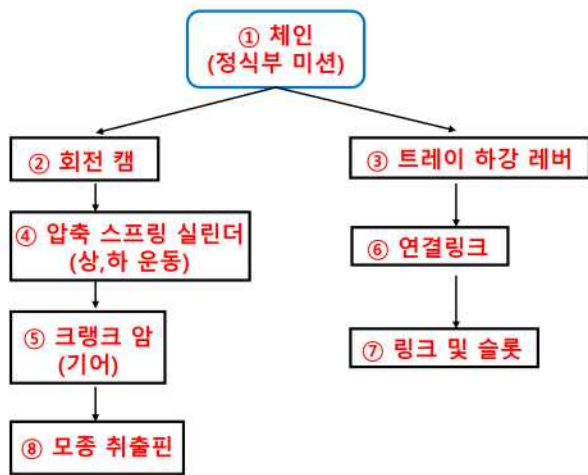 ① 체인
(정식부 미션)
② 회전 캠
③ 트레이 하강 레버
④ 압축 스프링 실린더
(상,하 운동)
⑥ 연결링크
⑤ 크랭크 암
(기어)
⑦ 링크 및 슬롯
⑧ 모종 취출핀